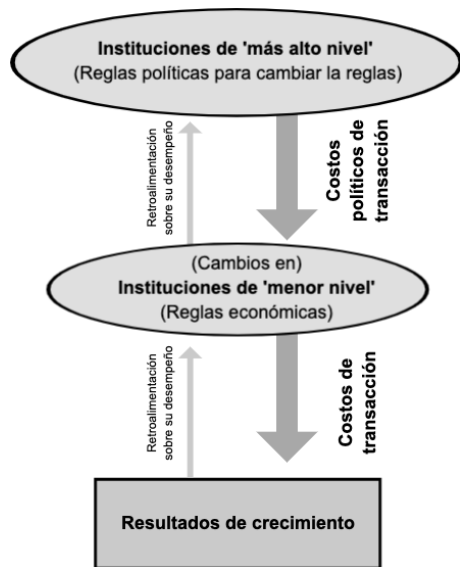 Instituciones de 'más alto nivel'
(Reglas políticas para cambiar la reglas)
Retroalimentación
sobre su desempeño
Costos
políticos de
transacción
(Cambios en)
Instituciones de 'menor nivel'
(Reglas económicas)
Retroalimentación
sobre su desempeño
Costos de
transacción
Resultados de crecimiento